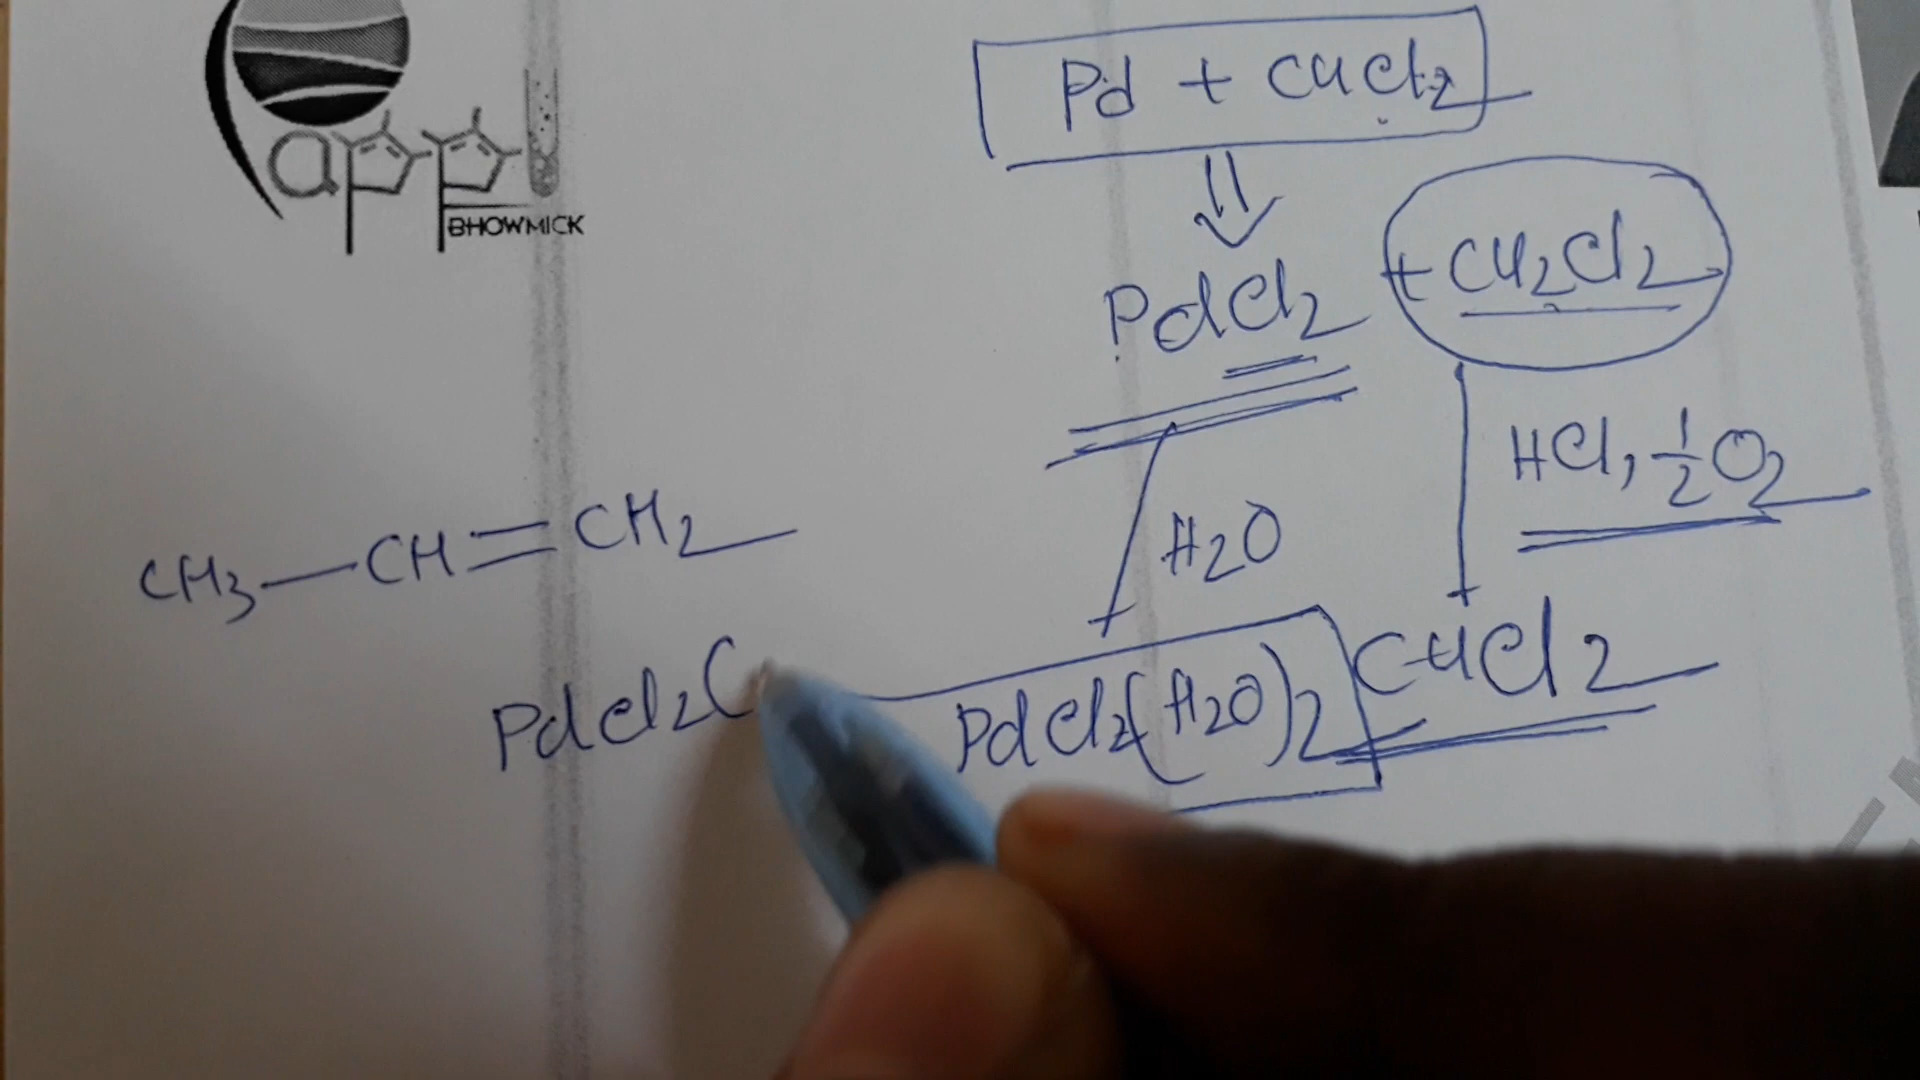 BHOWMICK
Pd + CuCl2
PdCl2 + Cu2Cl2
HCl, 1/2 O2
CH3—CH=CH2
H2O
PdCl2(
PdCl2(H2O)2
CuCl2